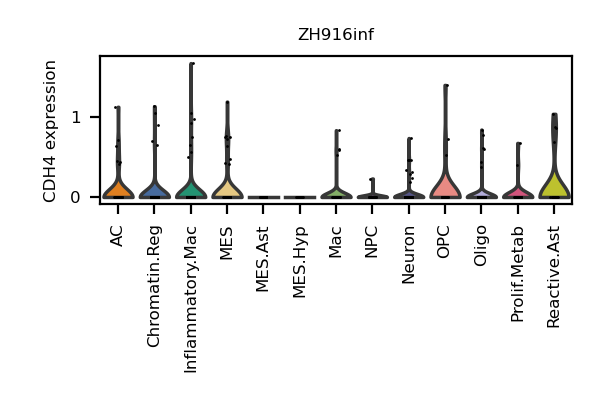 ZH916inf
CDH4 expression
1
0
AC
Chromatin.Reg
Inflammatory.Mac
MES
MES.Ast
MES.Hyp
Mac
NPC
Neuron
OPC
Oligo
Prolif.Metab
Reactive.Ast